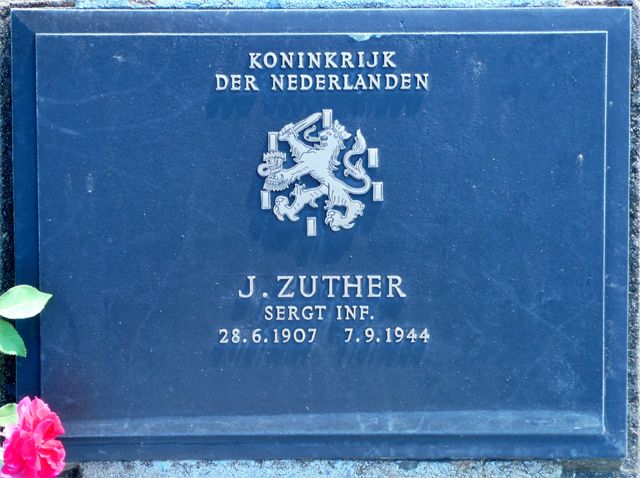 KONINKRIJK
DER NEDERLANDEN
J. ZUTHER
SERGT INF.
28.6.1907 7.9.1944